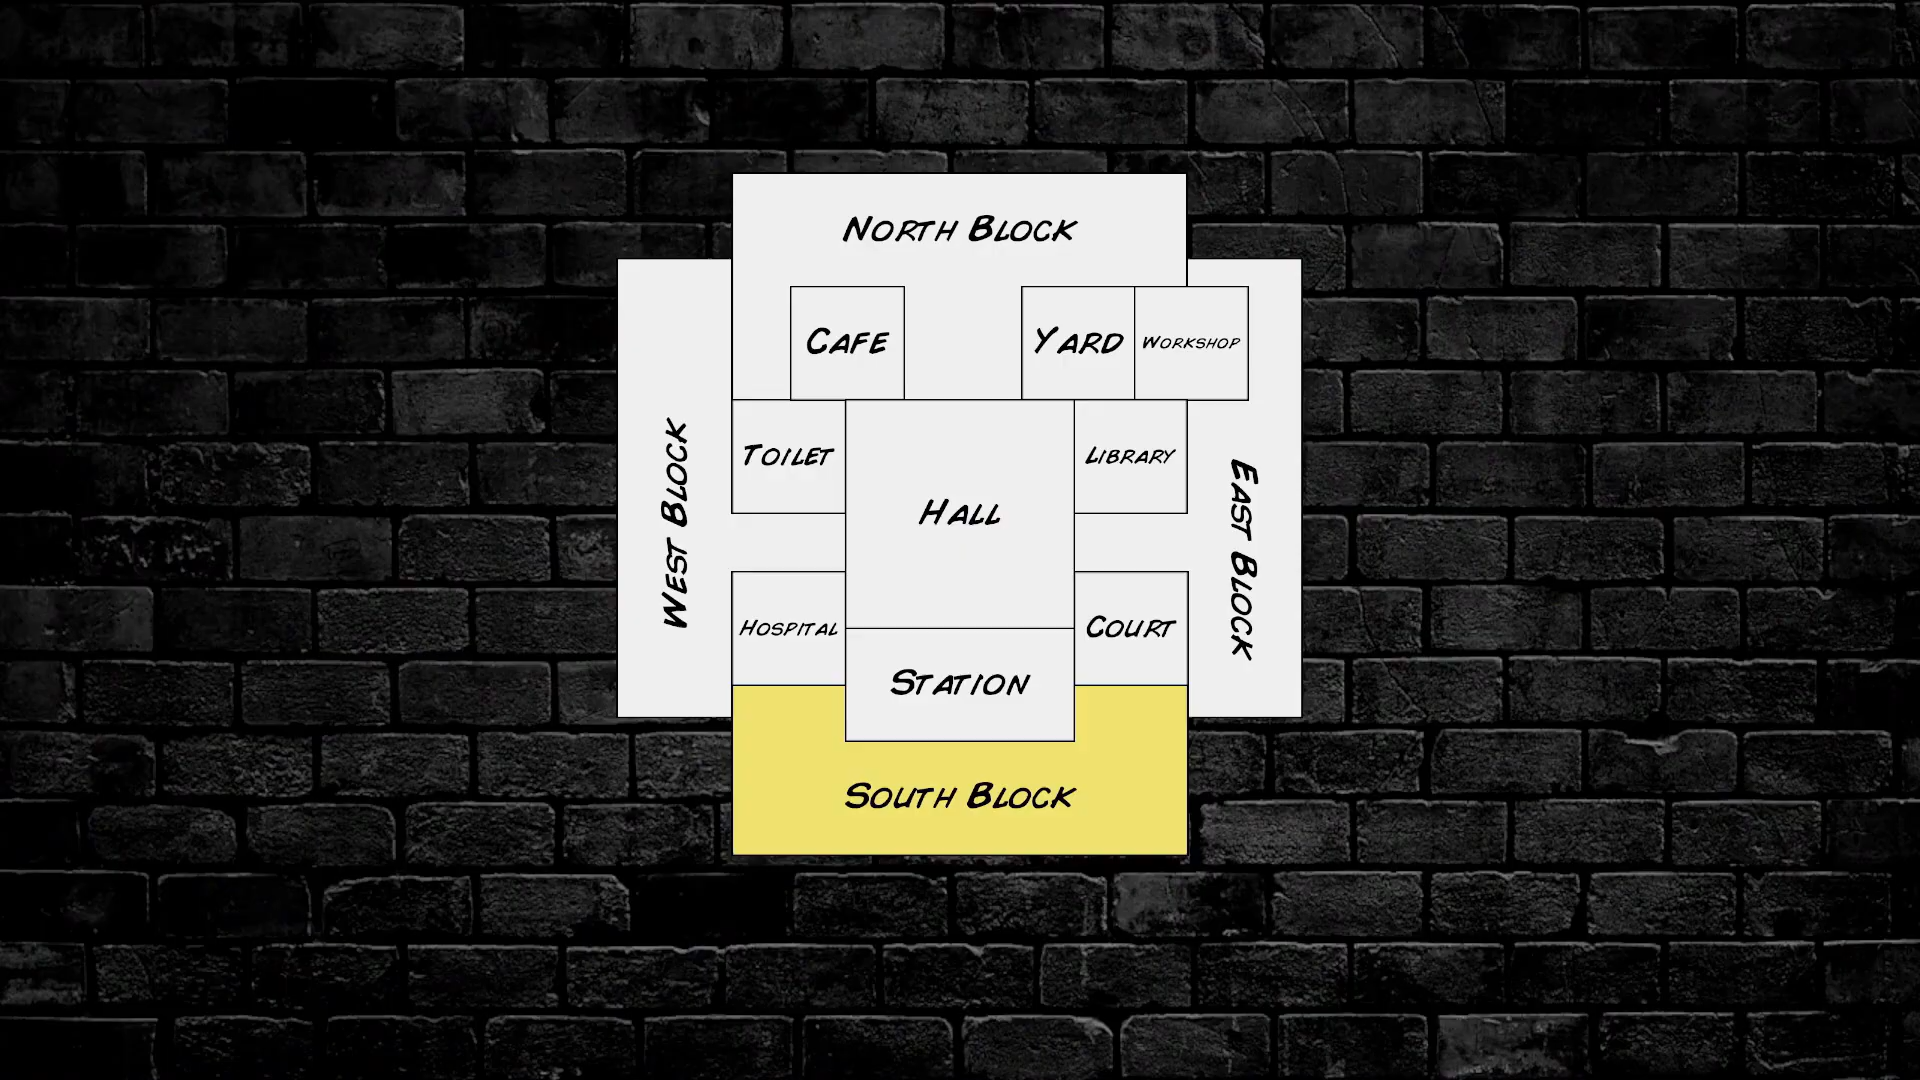 North Block
Cafe
Yard
Workshop
Toilet
Library
West Block
Hall
East Block
Hospital
Court
Station
South Block